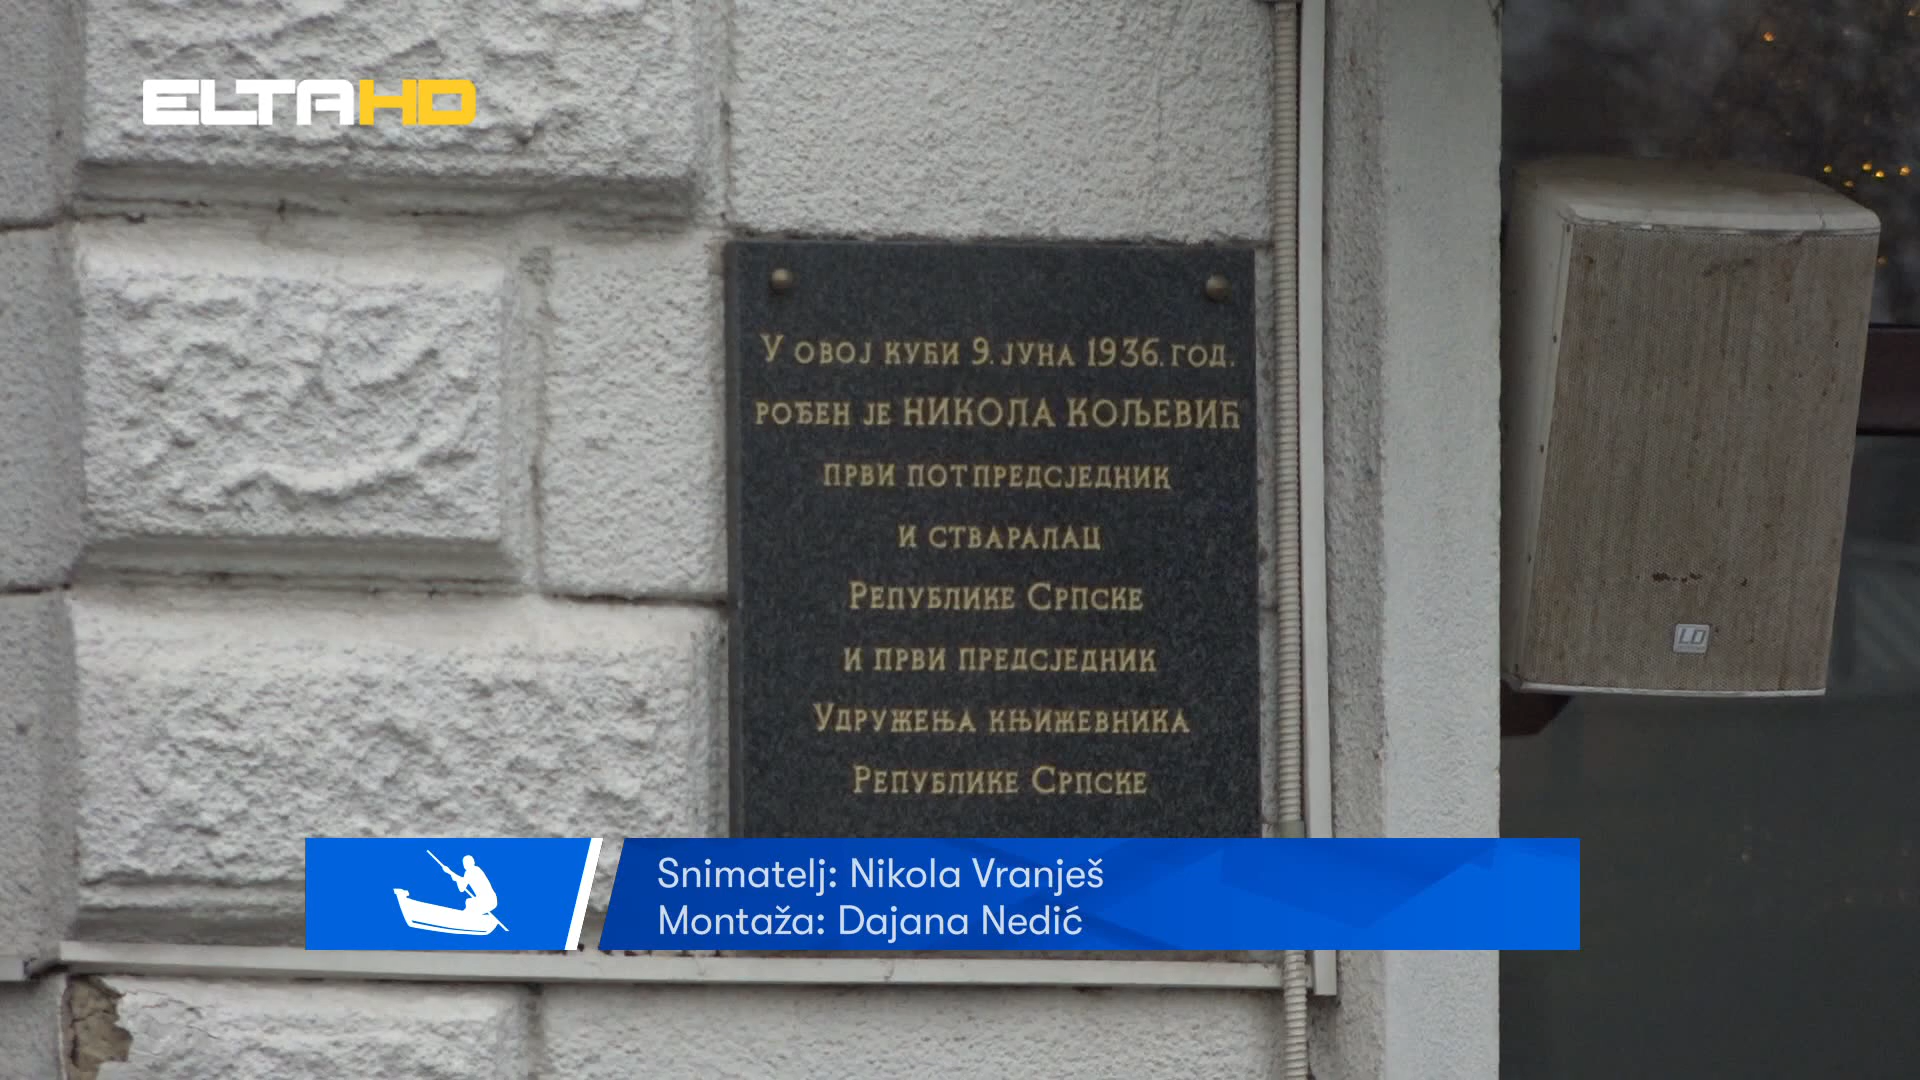 ELTAHD
У ОВОЈ КУЋИ 9. ЈУНА 1936. ГОД.
РОЂЕН ЈЕ НИКОЛА КОЉЕВИЋ
ПРВИ ПОТПРЕДСЈЕДНИК
И СТВАРАЛАЦ
РЕПУБЛИКЕ СРПСКЕ
И ПРВИ ПРЕДСЈЕДНИК
УДРУЖЕЊА КЊИЖЕВНИКА
РЕПУБЛИКЕ СРПСКЕ
LD
Snimatelj: Nikola Vranješ
Montaža: Dajana Nedić